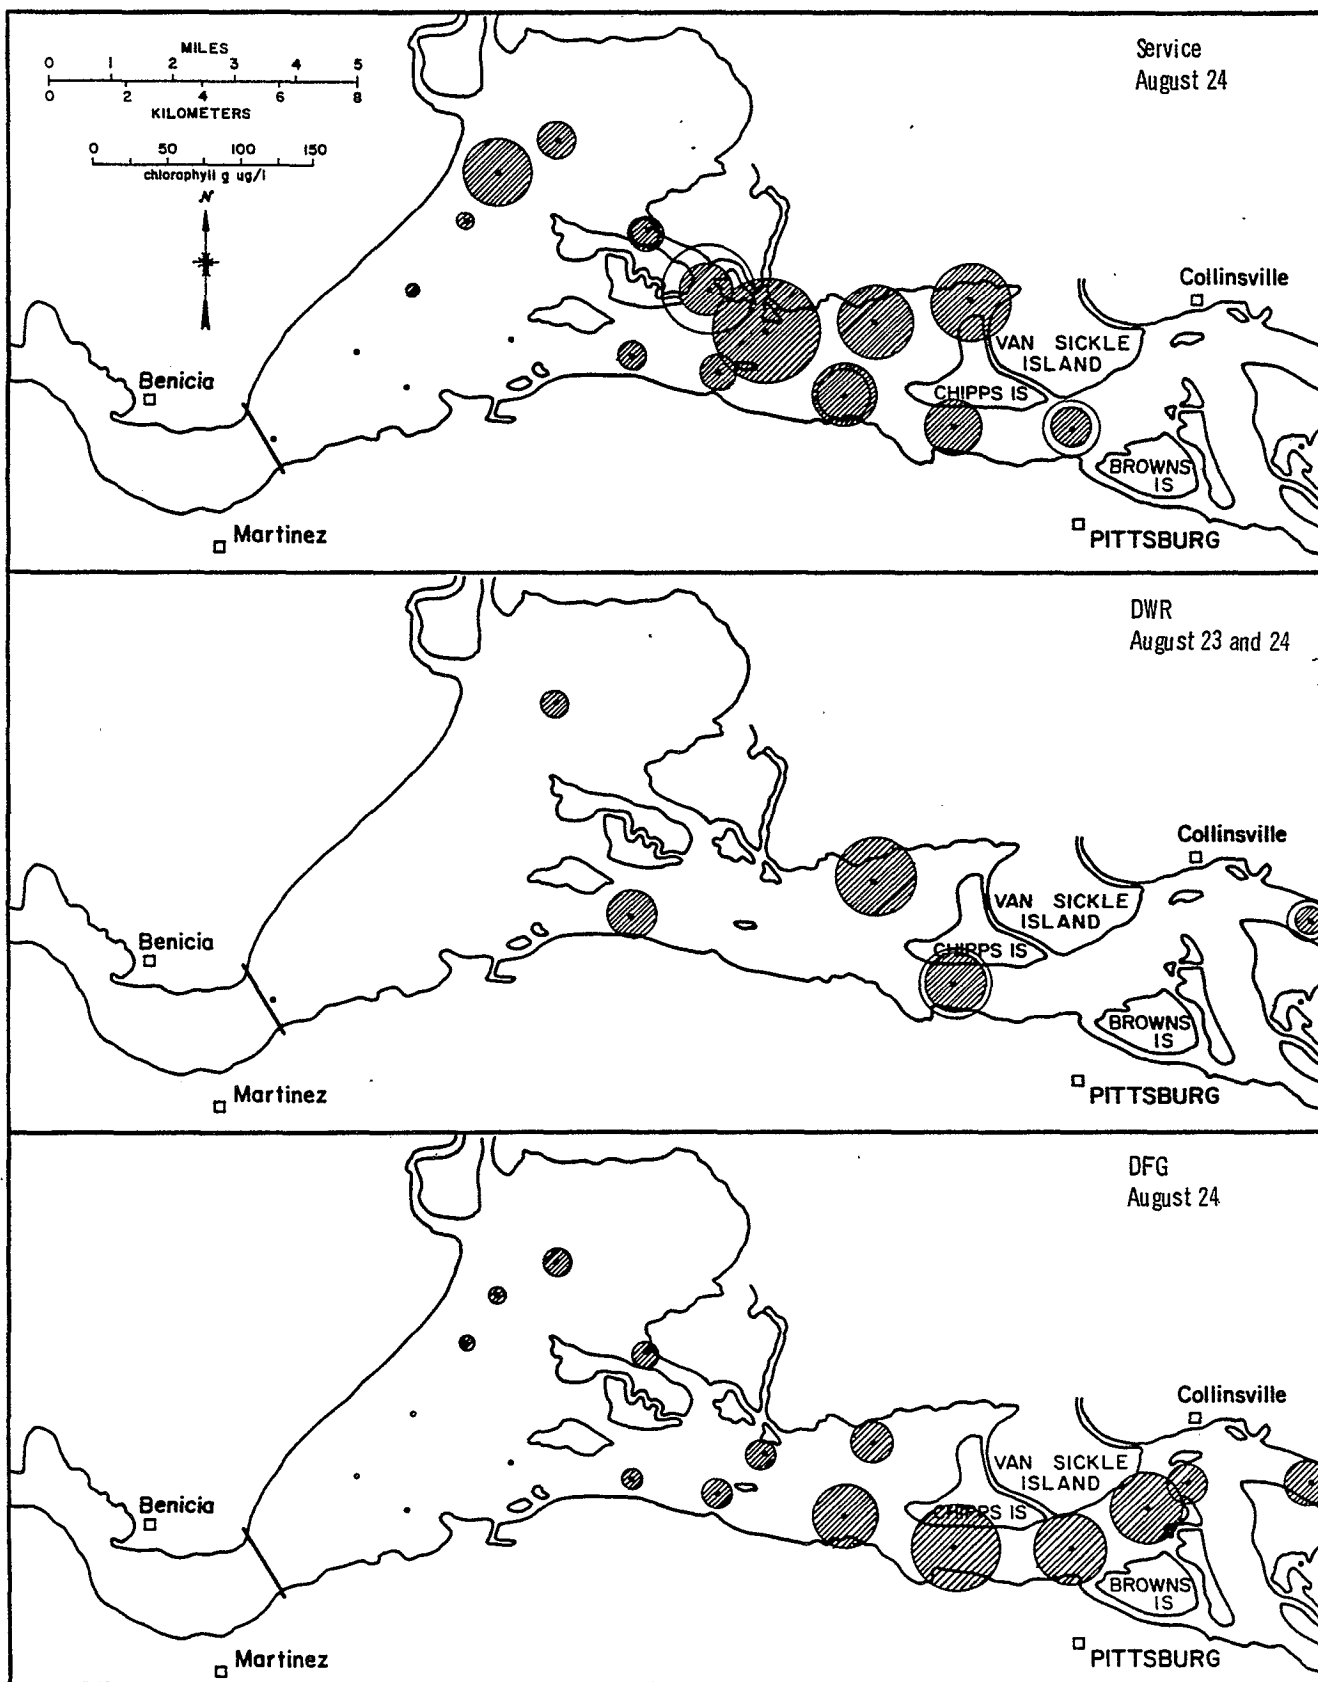 Service
August 24
MILES
0 1 2 3 4 5
0 2 4 6 8
KILOMETERS
0 50 100 150
chlorophyll g ug/l
N
Collinsville
VAN SICKLE
ISLAND
CHIPPS IS
Benicia
BROWNS
IS
Martinez
PITTSBURG
DWR
August 23 and 24
Collinsville
VAN SICKLE
ISLAND
CHIPPS IS
Benicia
BROWNS
IS
Martinez
PITTSBURG
DFG
August 24
Collinsville
VAN SICKLE
ISLAND
CHIPPS IS
Benicia
BROWNS
IS
Martinez
PITTSBURG